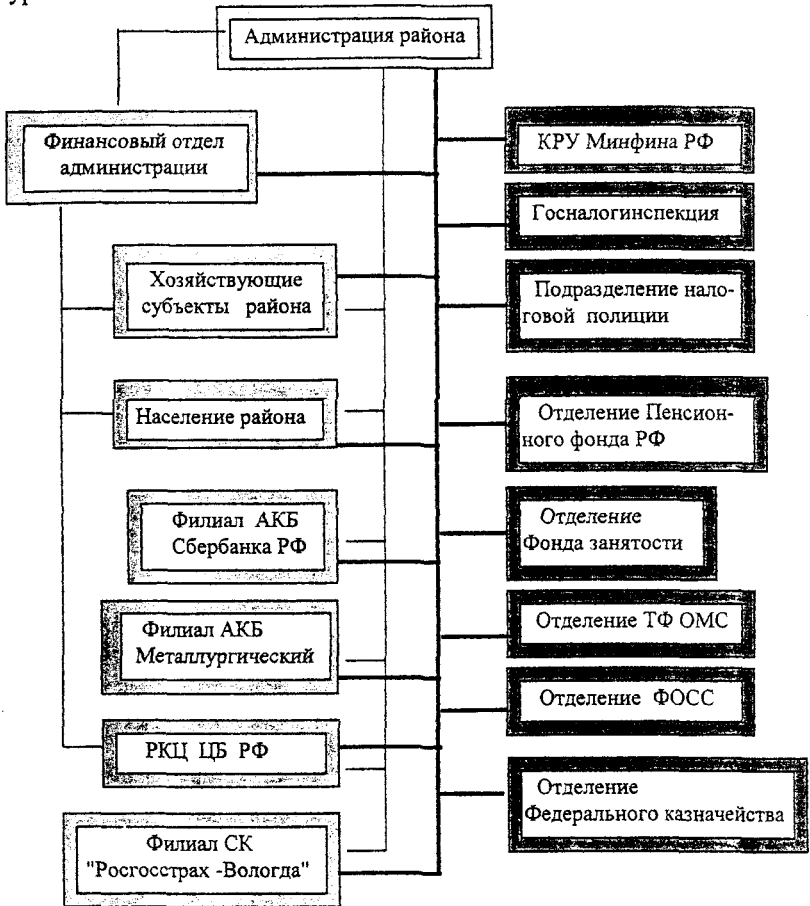 Администрация района
Финансовый отдел
администрации
КРУ Минфина РФ
Госналогинспекция
Хозяйствующие
субъекты района
Подразделение нало-
говой полиции
Население района
Отделение Пенсион-
ного фонда РФ
Филиал АКБ
Сбербанка РФ
Отделение
Фонда занятости
Филиал АКБ
Металлургический
Отделение ТФ ОМС
Отделение ФОСС
РКЦ ЦБ РФ
Отделение
Федерального казначейства
Филиал СК
"Росгосстрах -Вологда"